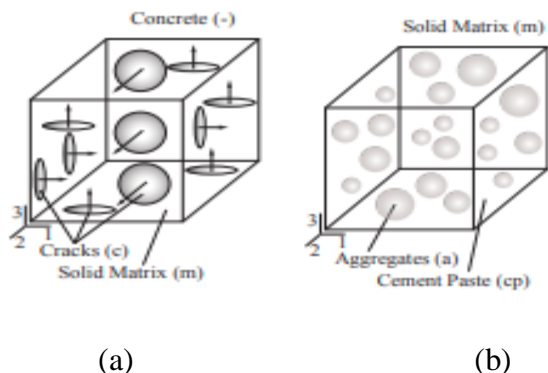 Concrete (-)
3
1
2
Cracks (c)
Solid Matrix (m)
(a)
Solid Matrix (m)
3
1
2
Aggregates (a)
Cement Paste (cp)
(b)